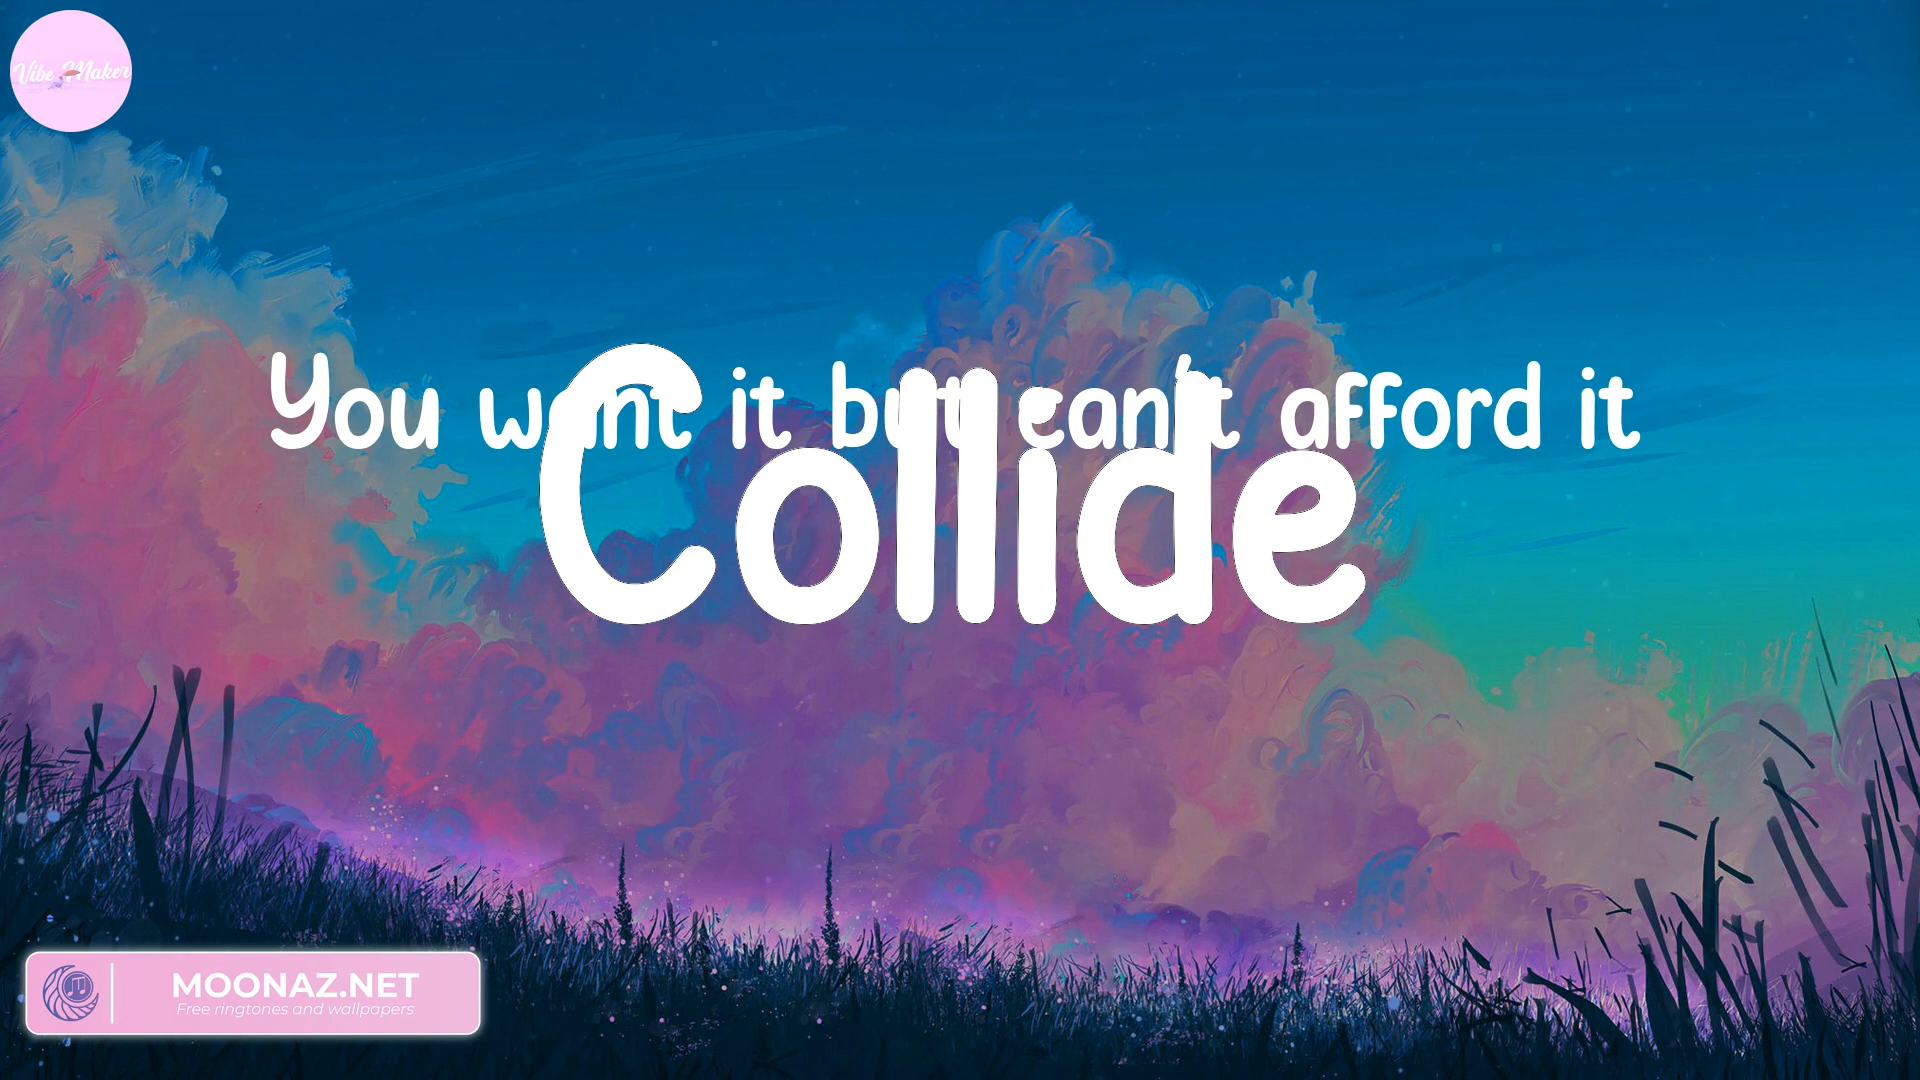 Vibe Maker
You want it but can't afford it
Collide
MOONAZ.NET
Free ringtones and wallpapers